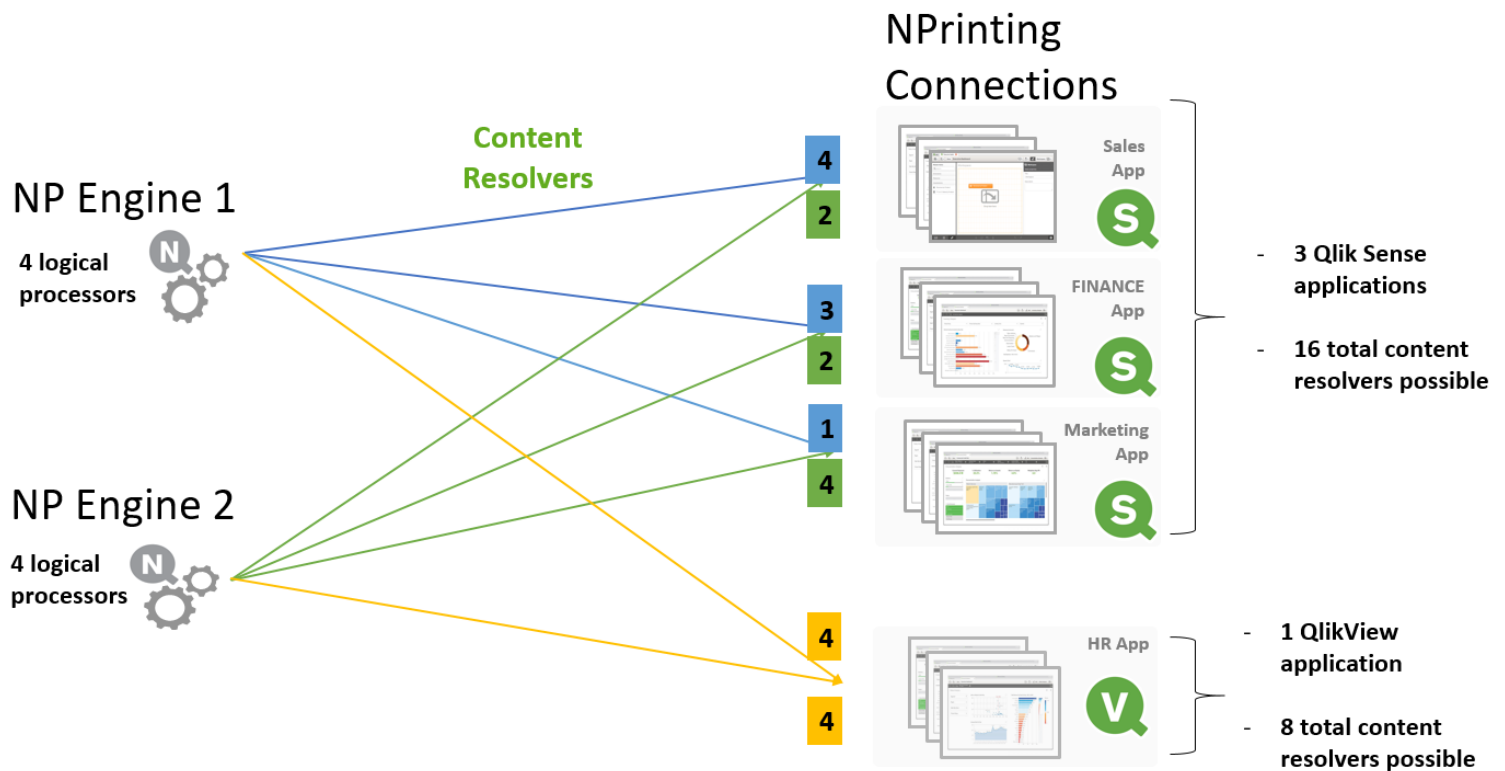 NPrinting
Connections
Content
Resolvers
NP Engine 1
4 logical
processors
N
NP Engine 2
4 logical
processors
N
4
2
Sales
App
S
3
2
FINANCE
App
S
1
4
Marketing
App
S
4
4
HR App
V
- 3 Qlik Sense
applications
- 16 total content
resolvers possible
- 1 QlikView
application
- 8 total content
resolvers possible